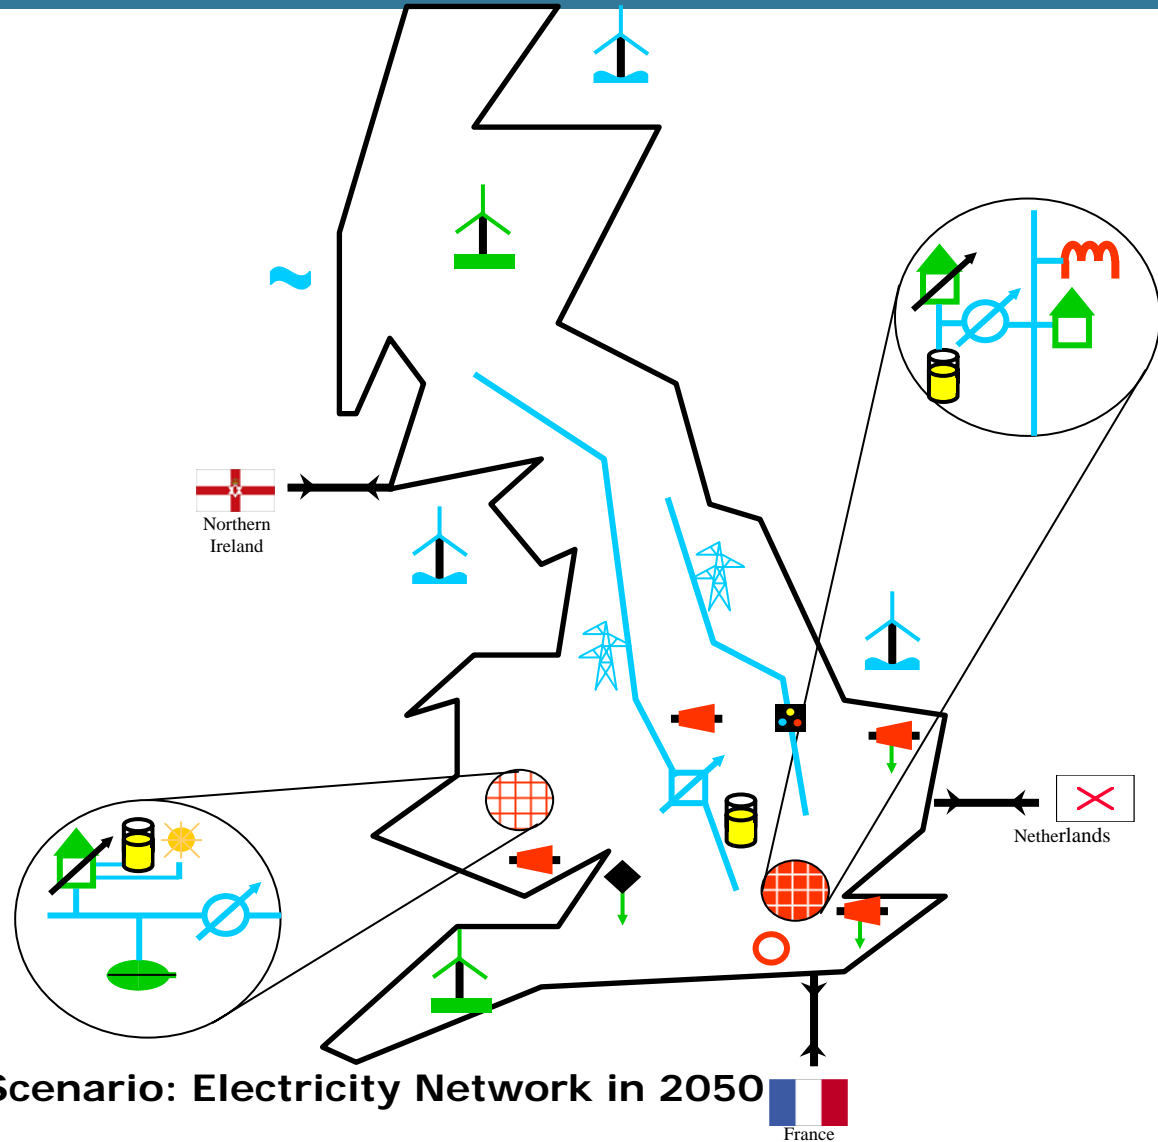 Northern
Ireland
Netherlands
Scenario: Electricity Network in 2050
France